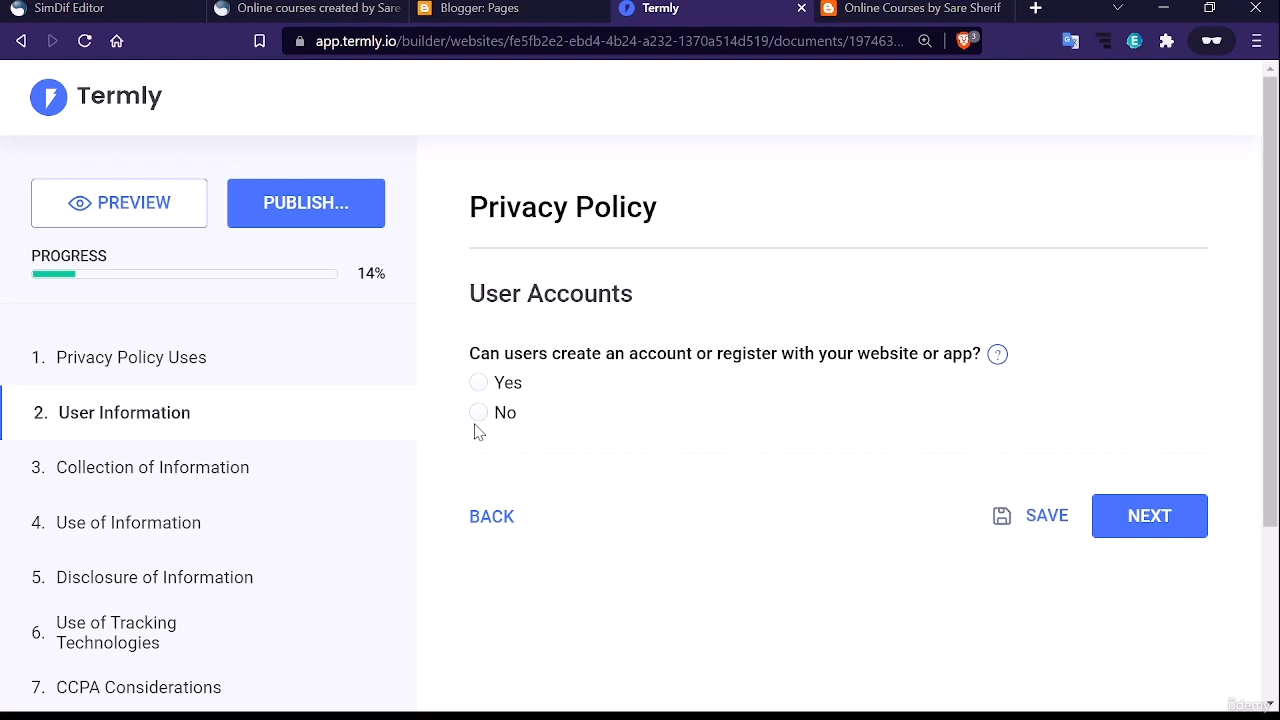 SimDif Editor
Online courses created by Sare
Blogger: Pages
Termly
Online Courses by Sare Sherif
app.termly.io/builder/websites/fe5fb2e2-ebd4-4b24-a232-1370a514d519/documents/197463...
3
Termly
PREVIEW
PUBLISH...
PROGRESS
14%
1. Privacy Policy Uses
2. User Information
3. Collection of Information
4. Use of Information
5. Disclosure of Information
6. Use of Tracking
Technologies
7. CCPA Considerations
Privacy Policy
User Accounts
Can users create an account or register with your website or app? ?
Yes
No
BACK
SAVE
NEXT
Udemy